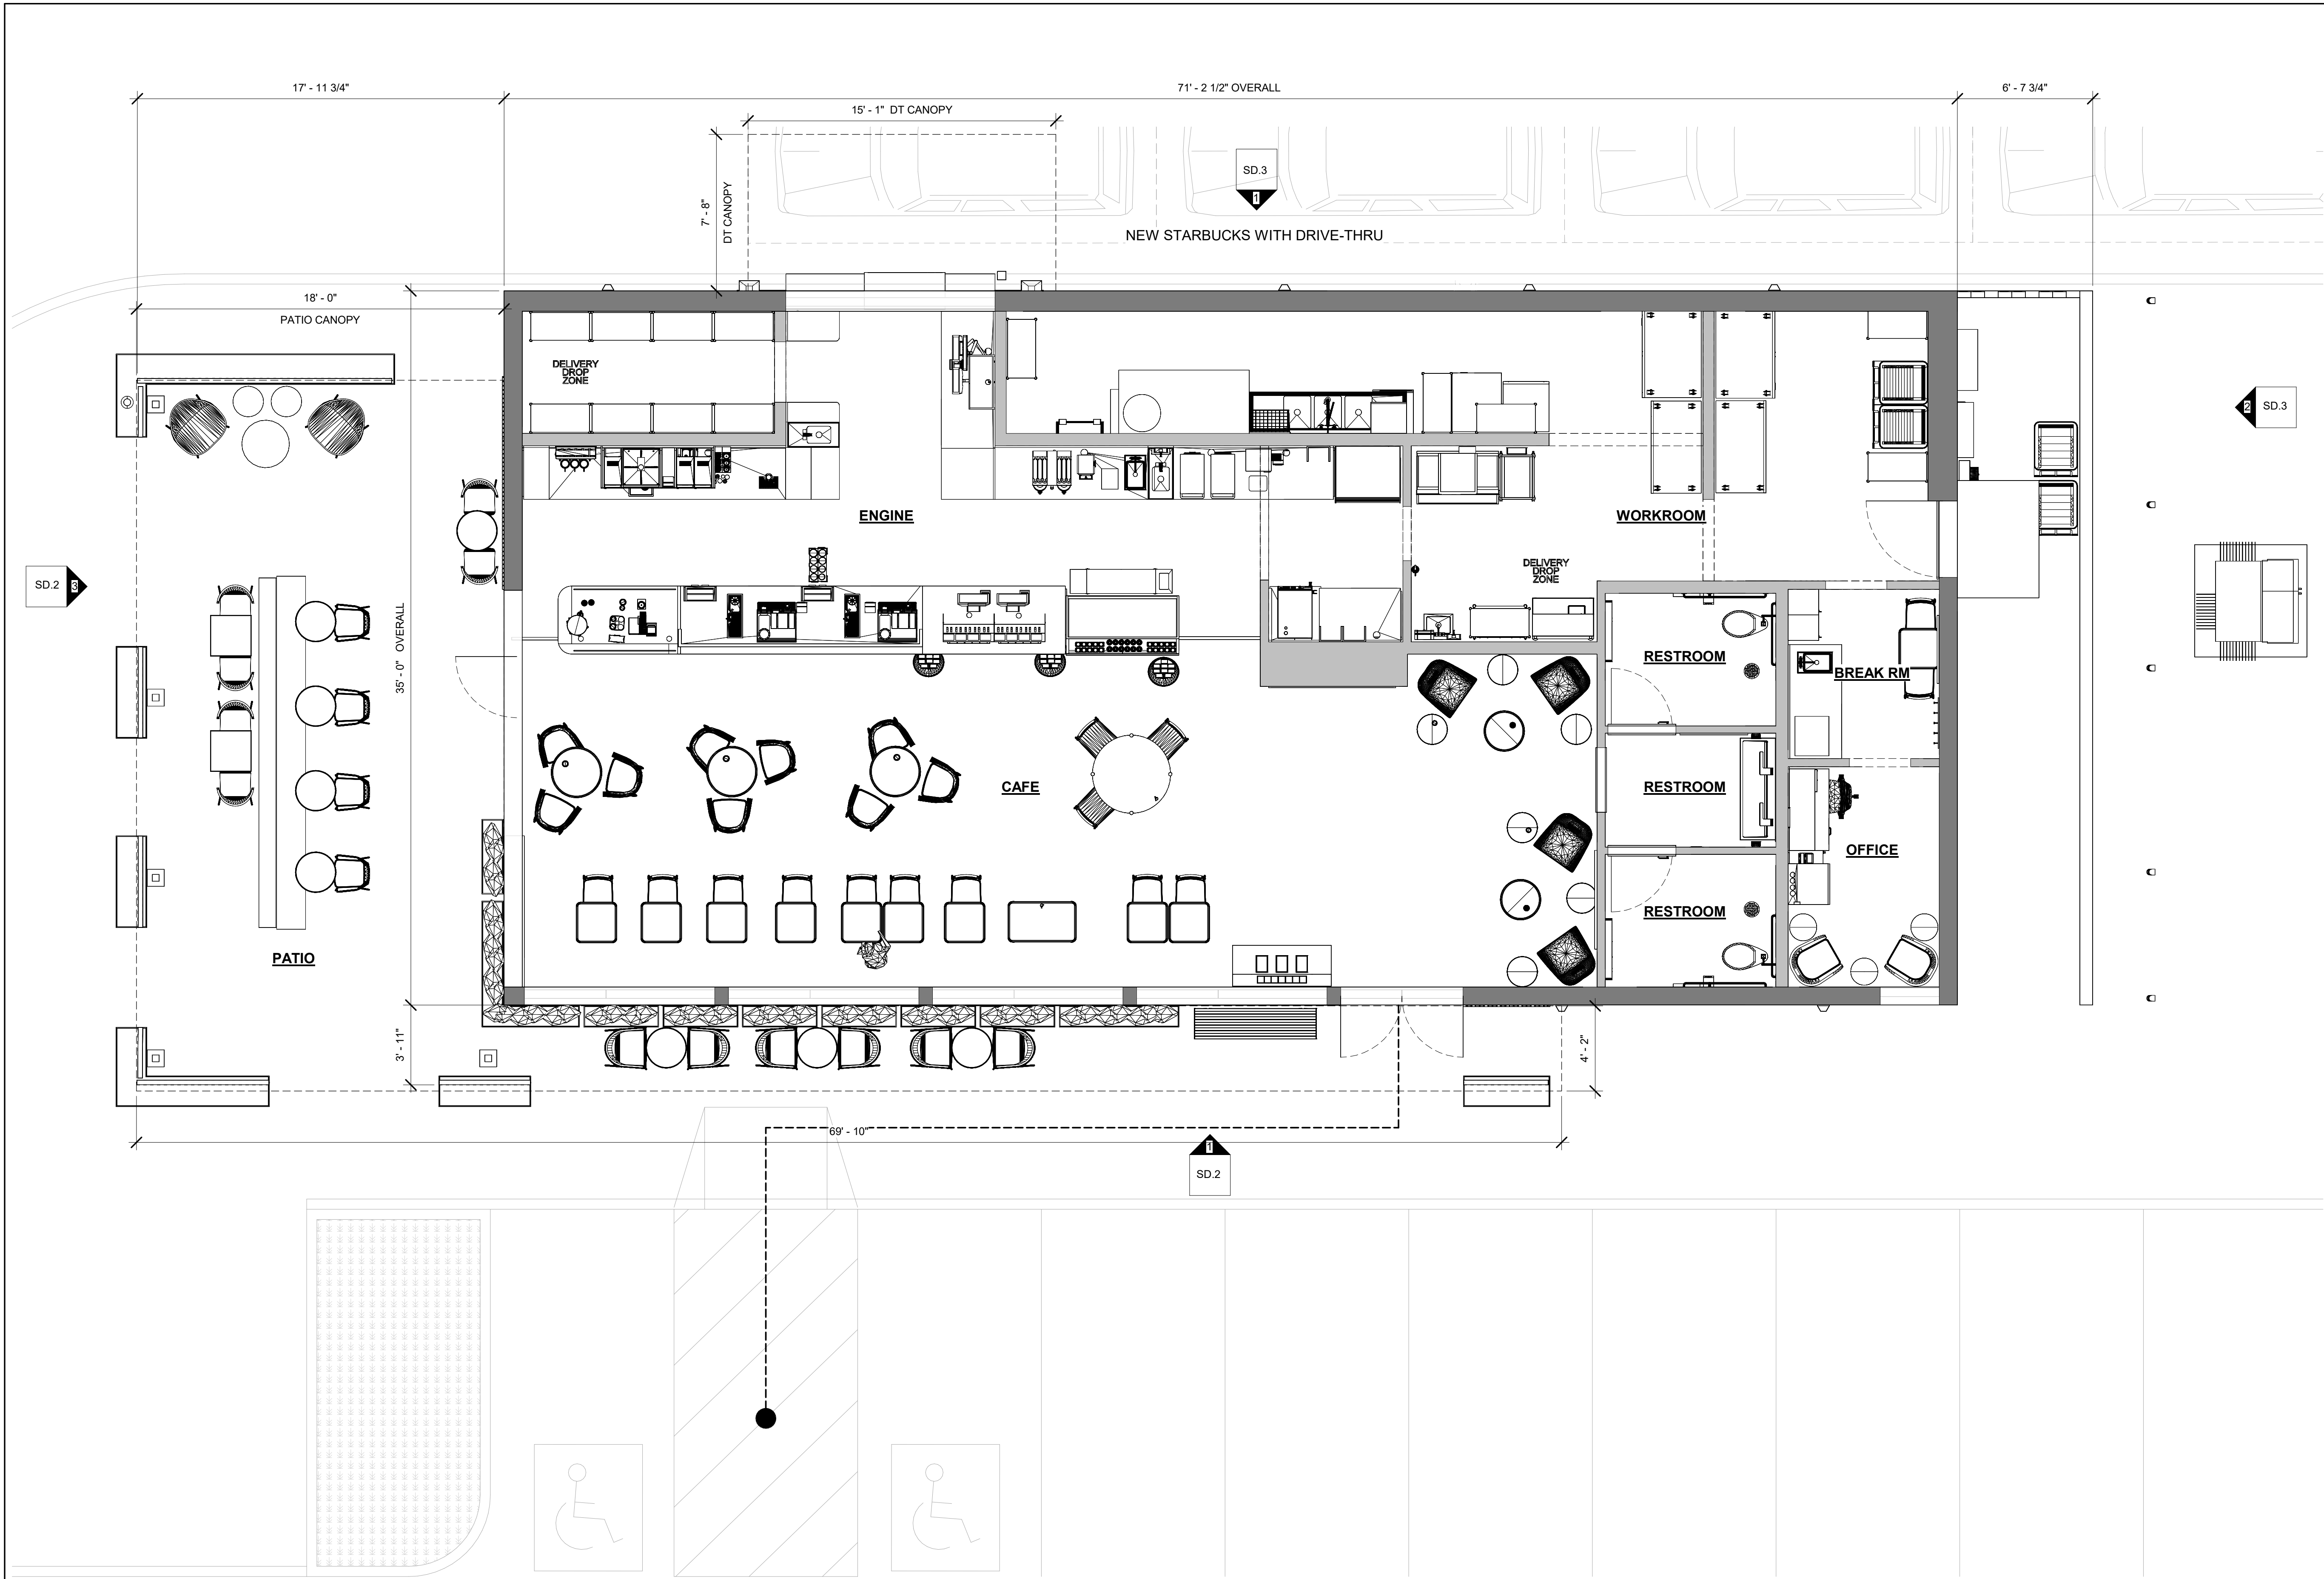 17' - 11 3/4"
71' - 2 1/2" OVERALL
6' - 7 3/4"
15' - 1" DT CANOPY
7' - 8"
DT CANOPY
SD.3
1
NEW STARBUCKS WITH DRIVE-THRU
18' - 0"
PATIO CANOPY
DELIVERY
DROP
ZONE
2
SD.3
ENGINE
WORKROOM
DELIVERY
DROP
ZONE
SD.2
3
35' - 0" OVERALL
RESTROOM
BREAK RM
CAFE
RESTROOM
OFFICE
RESTROOM
PATIO
3' - 11"
4' - 2"
69' - 10"
1
SD.2